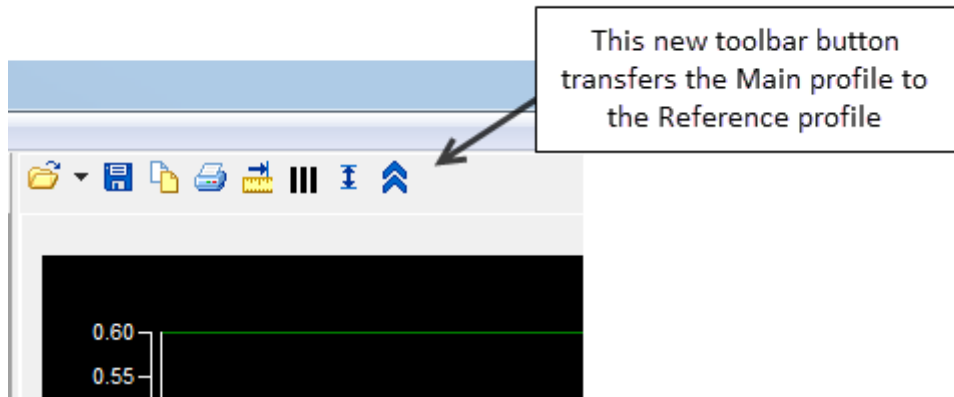 This new toolbar button
transfers the Main profile to
the Reference profile
0.60
0.55